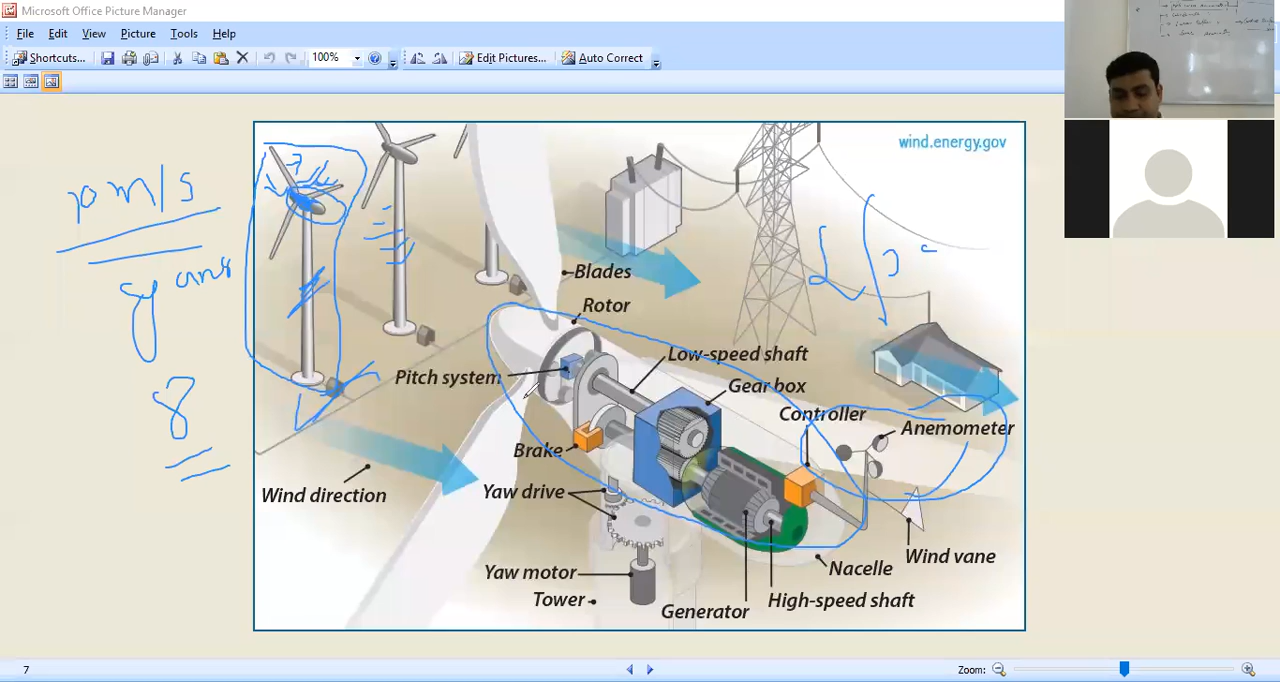 Microsoft Office Picture Manager
File Edit View Picture Tools Help
Shortcuts... 100% Edit Pictures... Auto Correct
wind.energy.gov
Blades
Rotor
Low-speed shaft
Pitch system
Gear box
Controller
Anemometer
Brake
Yaw drive
Wind direction
Wind vane
Yaw motor
Nacelle
Tower
Generator
High-speed shaft
m/s
8
7
Zoom: